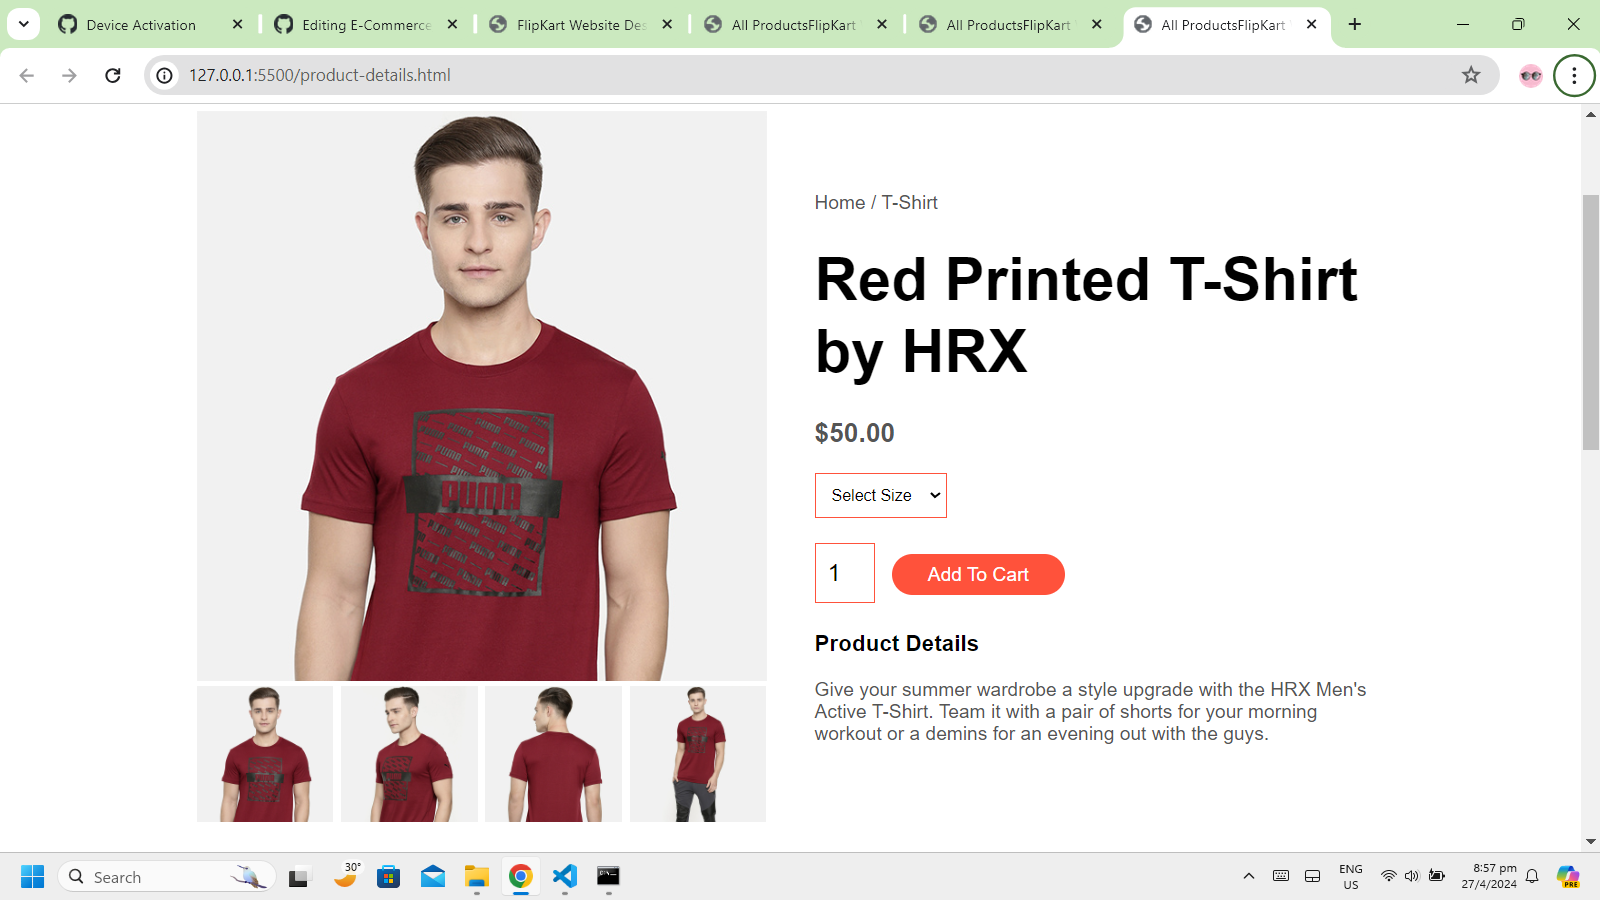 Device Activation
Editing E-Commerce
FlipKart Website Des
All ProductsFlipKart
All ProductsFlipKart
All ProductsFlipKart
127.0.0.1:5500/product-details.html
Home / T-Shirt
Red Printed T-Shirt
by HRX
$50.00
Select Size
1
Add To Cart
Product Details
Give your summer wardrobe a style upgrade with the HRX Men's
Active T-Shirt. Team it with a pair of shorts for your morning
workout or a demins for an evening out with the guys.
PUMA
Search
30°
ENG
US
8:57 pm
27/4/2024
PRE